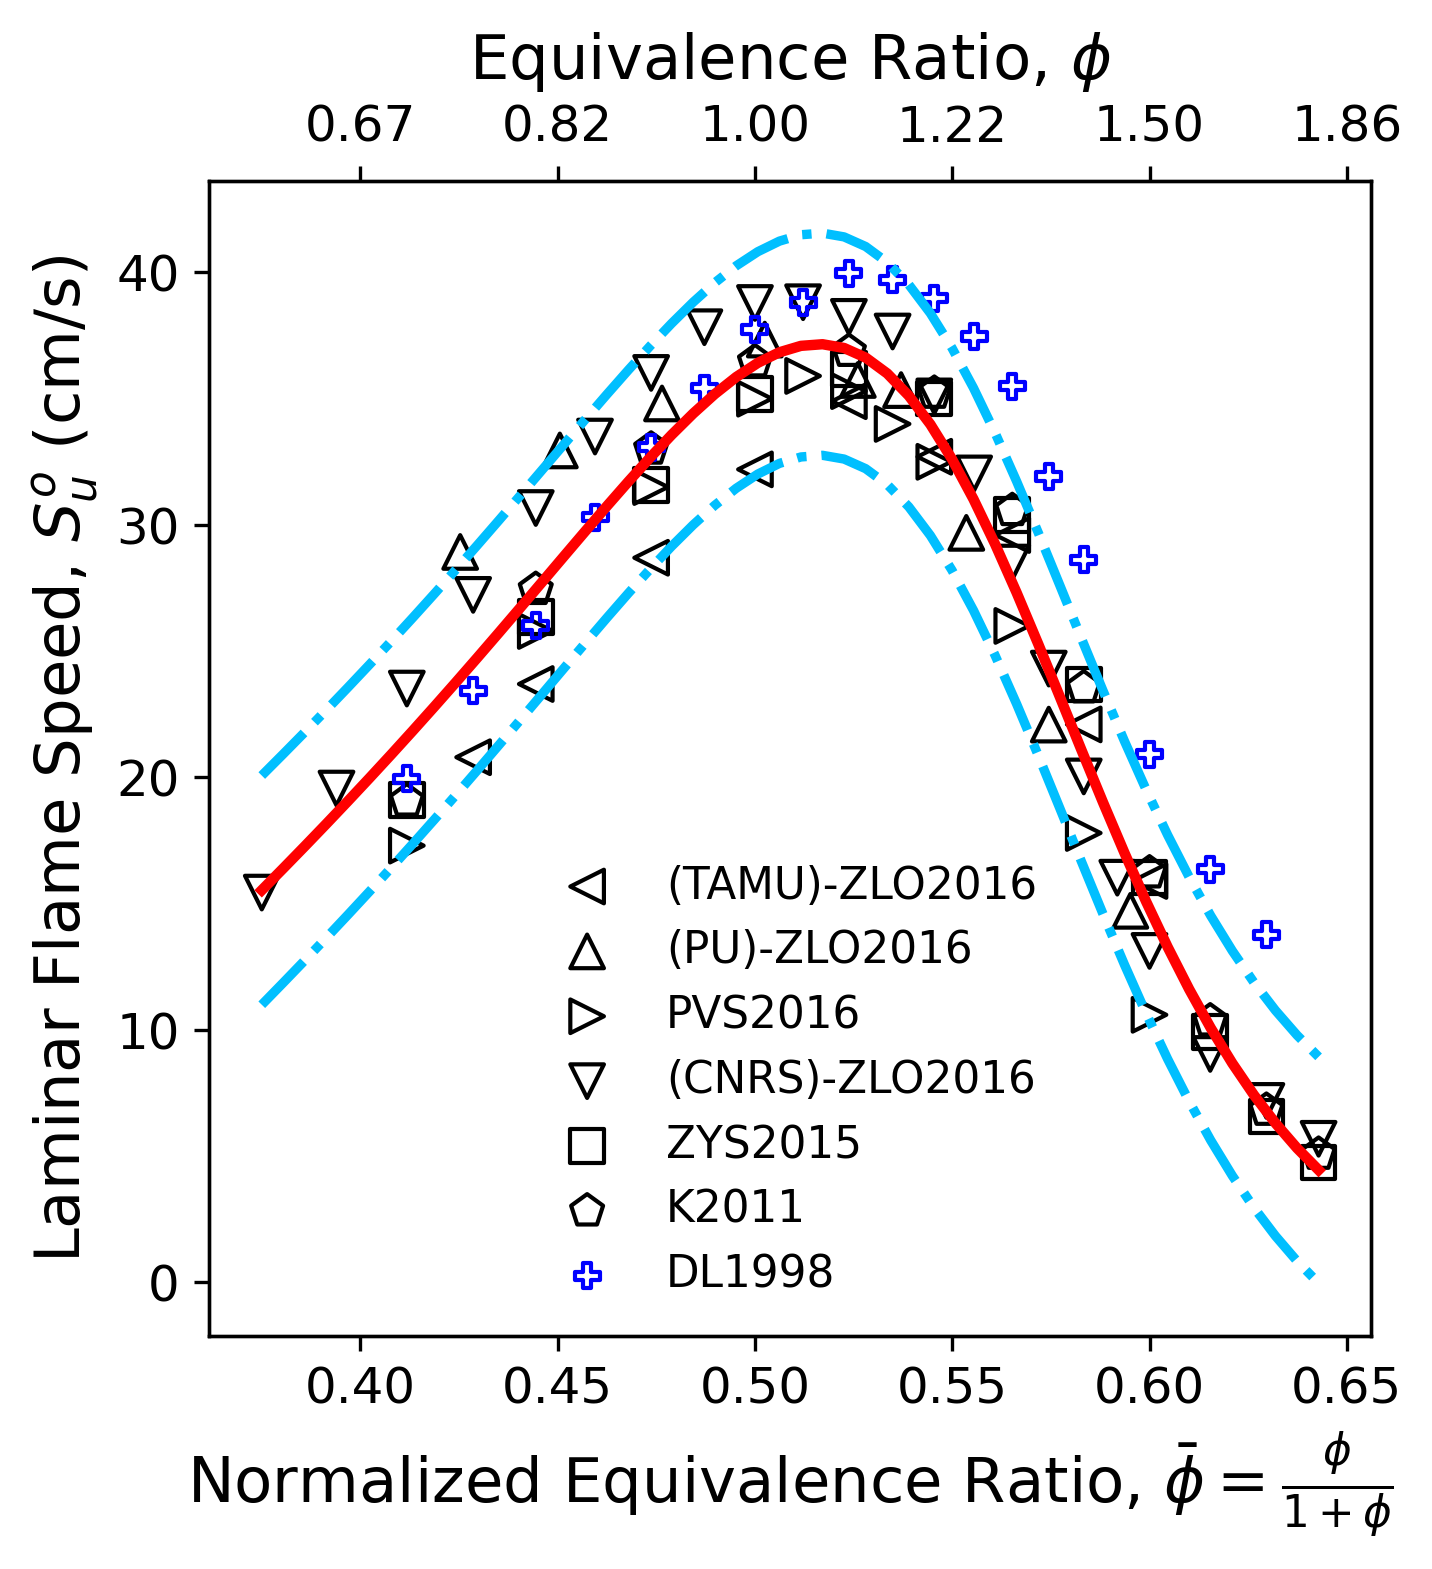 Equivalence Ratio, ϕ
0.67 0.82 1.00 1.22 1.50 1.86
Laminar Flame Speed, S_u^o (cm/s)
40
30
20
10
0
(TAMU)-ZLO2016
(PU)-ZLO2016
PVS2016
(CNRS)-ZLO2016
ZYS2015
K2011
DL1998
0.40 0.45 0.50 0.55 0.60 0.65
Normalized Equivalence Ratio, ϕ̄ = ϕ/(1 + ϕ)